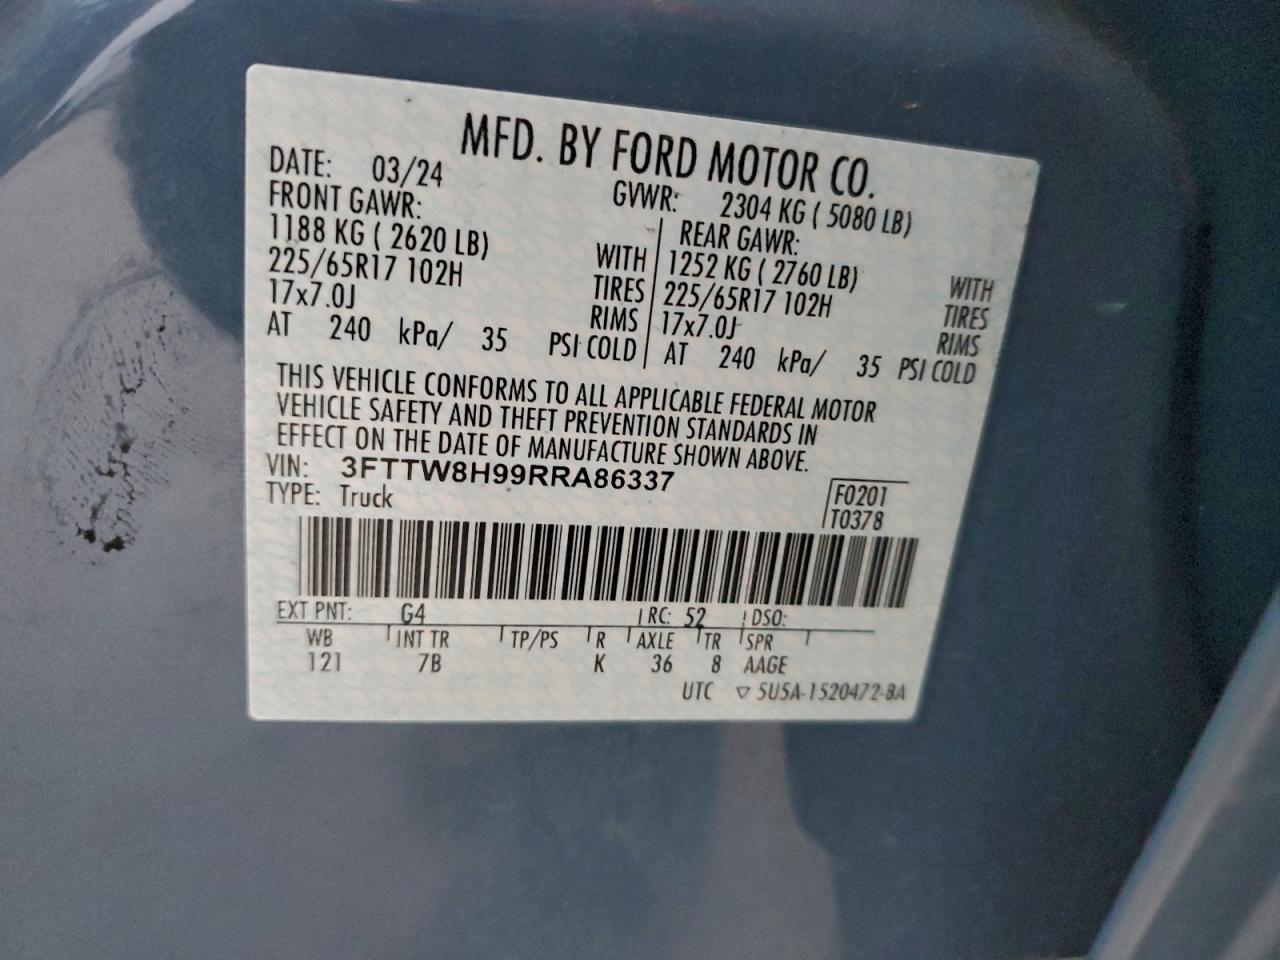 MFD. BY FORD MOTOR CO.
DATE: 03/24 GVWR: 2304 KG ( 5080 LB)
FRONT GAWR: REAR GAWR:
1188 KG ( 2620 LB) WITH 1252 KG ( 2760 LB) WITH
225/65R17 102H TIRES 225/65R17 102H TIRES
17x7.0J RIMS 17x7.0J RIMS
AT 240 kPa/ 35 PSI COLD AT 240 kPa/ 35 PSI COLD
THIS VEHICLE CONFORMS TO ALL APPLICABLE FEDERAL MOTOR
VEHICLE SAFETY AND THEFT PREVENTION STANDARDS IN
EFFECT ON THE DATE OF MANUFACTURE SHOWN ABOVE.
VIN: 3FTTW8H99RRA86337
TYPE: Truck F0201
T0378
EXT PNT: G4 RC: 52 DSO:
WB INT TR TP/PS R AXLE TR SPR
121 7B K 36 8 AAGE
UTC ▽ 5U5A-1520472-BA